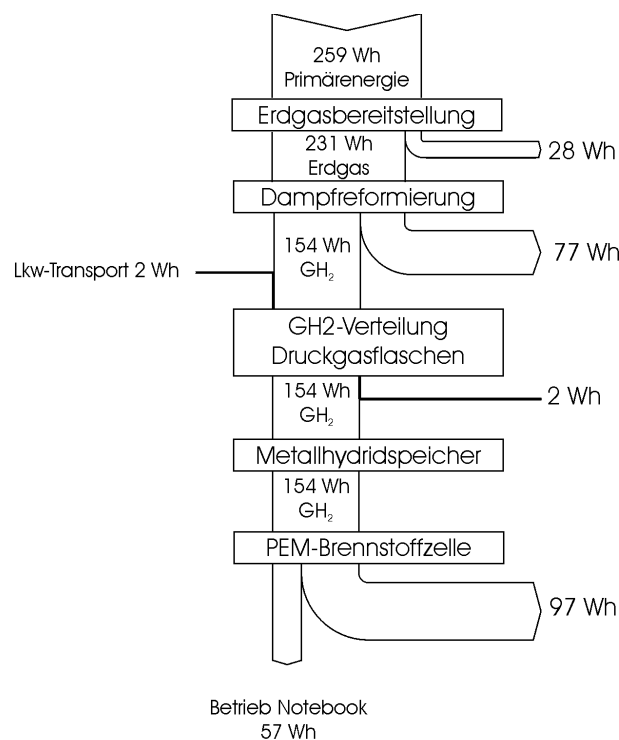 259 Wh
Primärenergie
Erdgasbereitstellung
231 Wh
Erdgas
28 Wh
Dampfreformierung
154 Wh
GH₂
77 Wh
Lkw-Transport 2 Wh
GH2-Verteilung
Druckgasflaschen
154 Wh
GH₂
2 Wh
Metallhydridspeicher
154 Wh
GH₂
PEM-Brennstoffzelle
97 Wh
Betrieb Notebook
57 Wh